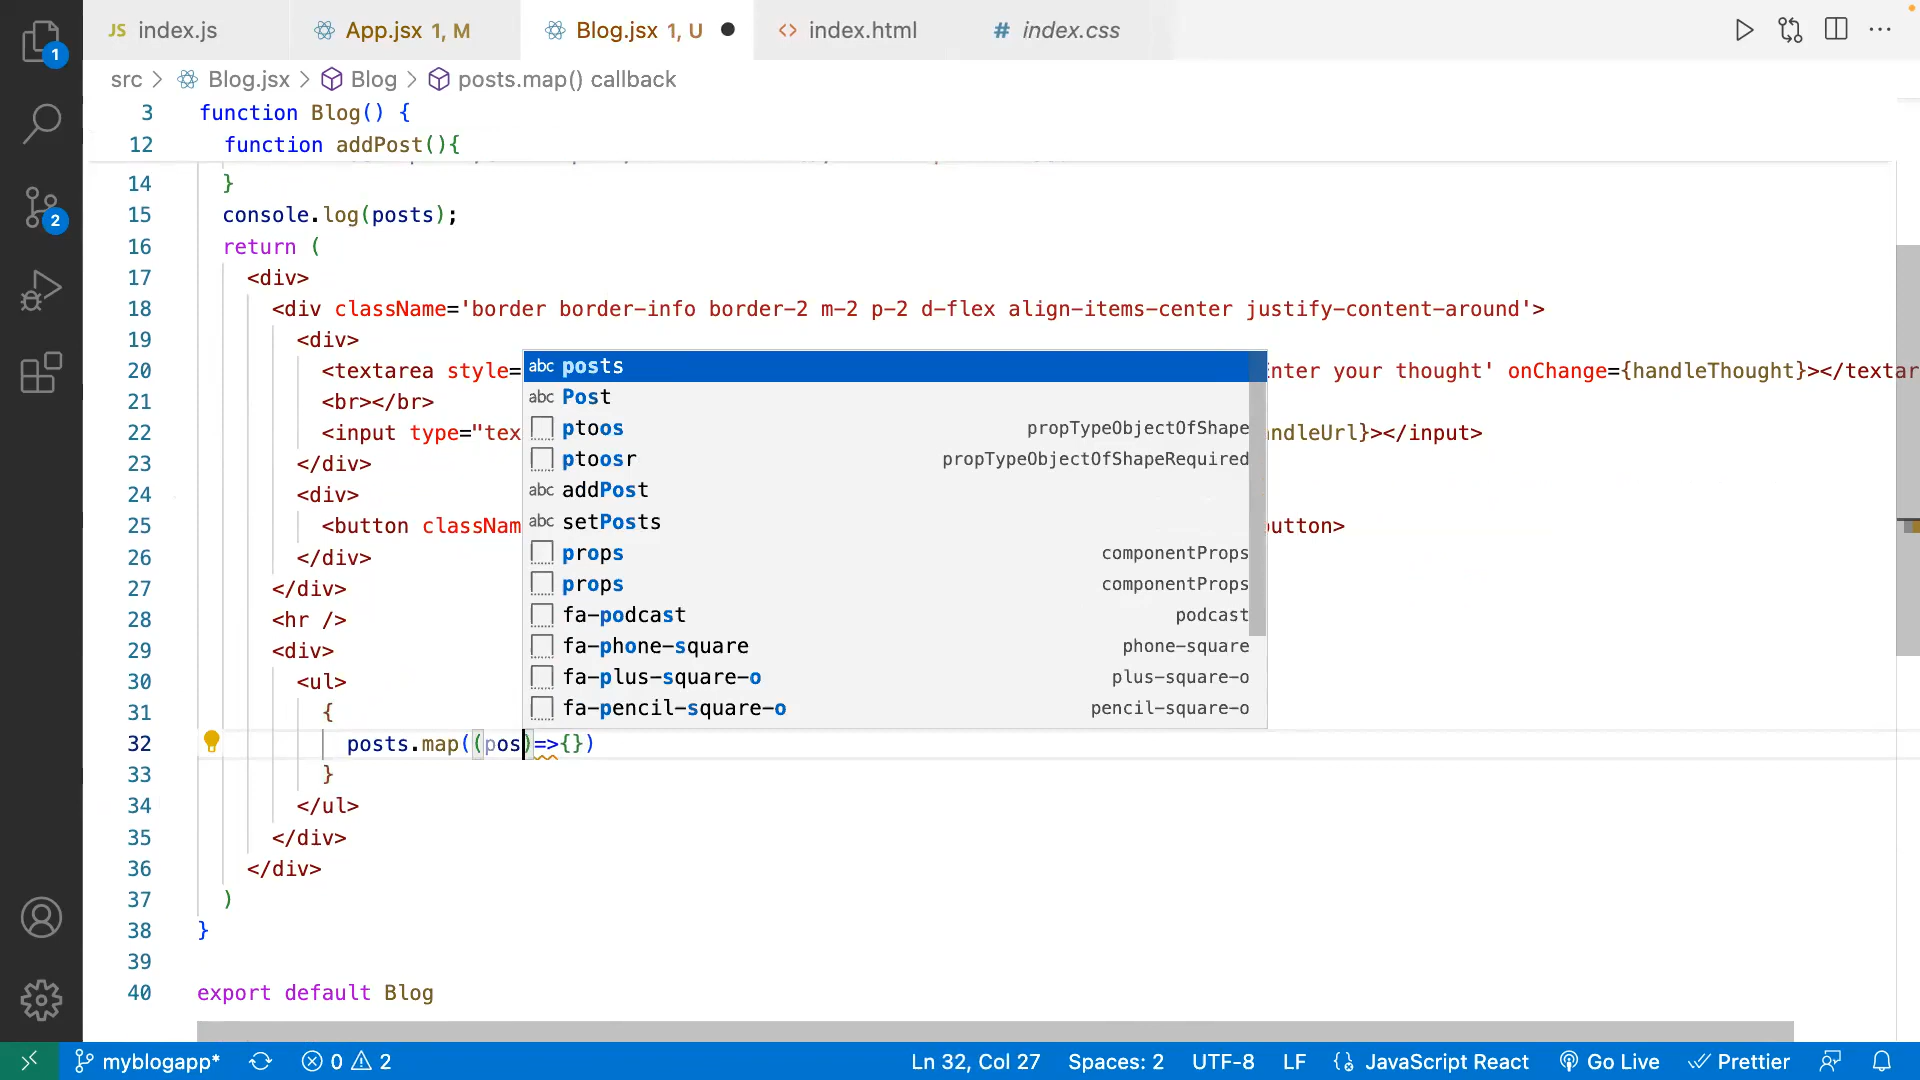 JS index.js
App.jsx 1, M
Blog.jsx 1, U
<> index.html
# index.css
1
2
src > Blog.jsx > Blog > posts.map() callback
3 function Blog() {
12 function addPost(){
14 }
15 console.log(posts);
16 return (
17 <div>
18 <div className='border border-info border-2 m-2 p-2 d-flex align-items-center justify-content-around'>
19 <div>
20 <textarea style= nter your thought' onChange={handleThought}></textar
21 <br></br>
22 <input type="tex ndleUrl}></input>
23 </div>
24 <div>
25 <button classNam utton>
26 </div>
27 </div>
28 <hr />
29 <div>
30 <ul>
31 {
32 posts.map((pos)=>{})
33 }
34 </ul>
35 </div>
36 </div>
37 )
38 }
39
40 export default Blog
abc posts
abc Post
ptoos propTypeObjectOfShape
ptoosr propTypeObjectOfShapeRequired
abc addPost
abc setPosts
props componentProps
props componentProps
fa-podcast podcast
fa-phone-square phone-square
fa-plus-square-o plus-square-o
fa-pencil-square-o pencil-square-o
myblogapp* 0 2 Ln 32, Col 27 Spaces: 2 UTF-8 LF JavaScript React Go Live Prettier